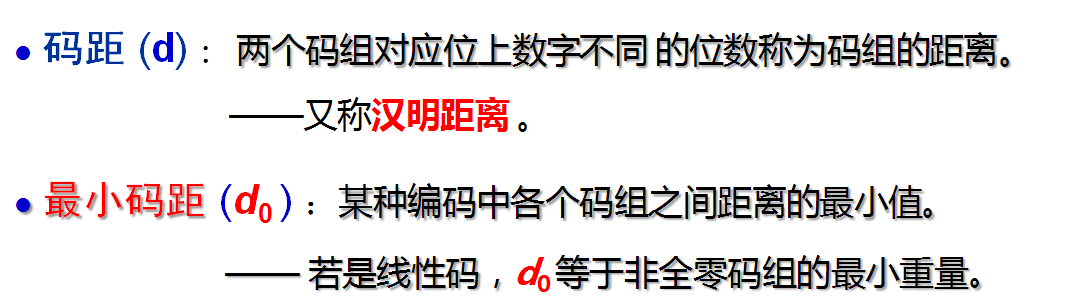 • 码距 (d)： 两个码组对应位上数字不同 的位数称为码组的距离。
——又称汉明距离 。
• 最小码距 (d₀ )： 某种编码中各个码组之间距离的最小值。
—— 若是线性码，d₀ 等于非全零码组的最小重量。